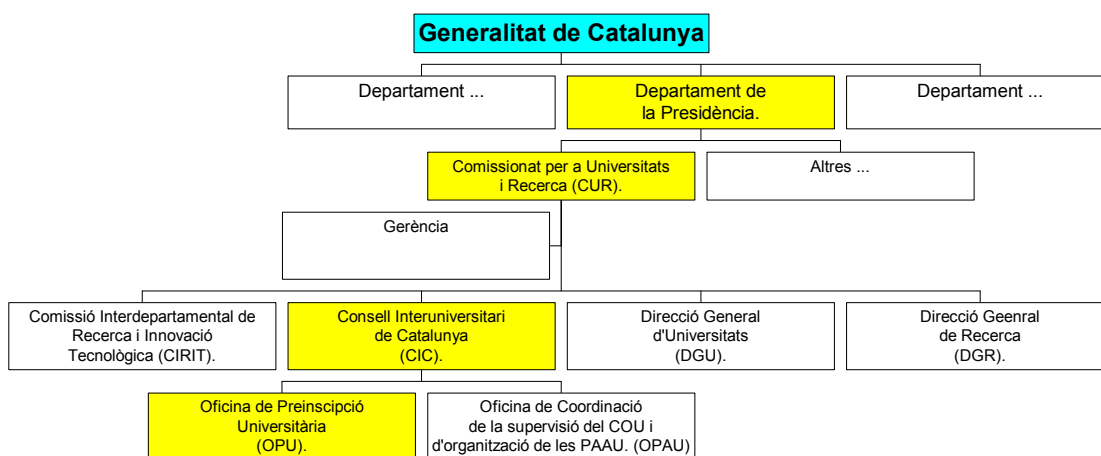 Generalitat de Catalunya
Departament ...
Departament de
la Presidència.
Departament ...
Comissionat per a Universitats
i Recerca (CUR).
Altres ...
Gerència
Comissió Interdepartamental de
Recerca i Innovació
Tecnològica (CIRIT).
Consell Interuniversitari
de Catalunya
(CIC).
Direcció General
d'Universitats
(DGU).
Direcció Geenral
de Recerca
(DGR).
Oficina de Preinscipció
Universitària
(OPU).
Oficina de Coordinació
de la supervisió del COU i
d'organització de les PAAU. (OPAU)